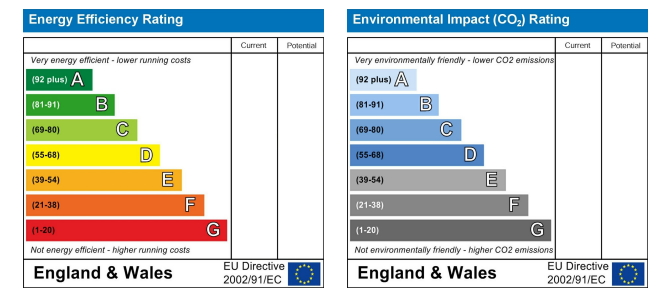 Energy Efficiency Rating
Current Potential
Very energy efficient - lower running costs
(92 plus) A
(81-91) B
(69-80) C
(55-68) D
(39-54) E
(21-38) F
(1-20) G
Not energy efficient - higher running costs
England & Wales
EU Directive
2002/91/EC
Environmental Impact (CO₂) Rating
Current Potential
Very environmentally friendly - lower CO2 emissions
(92 plus) A
(81-91) B
(69-80) C
(55-68) D
(39-54) E
(21-38) F
(1-20) G
Not environmentally friendly - higher CO2 emissions
England & Wales
EU Directive
2002/91/EC